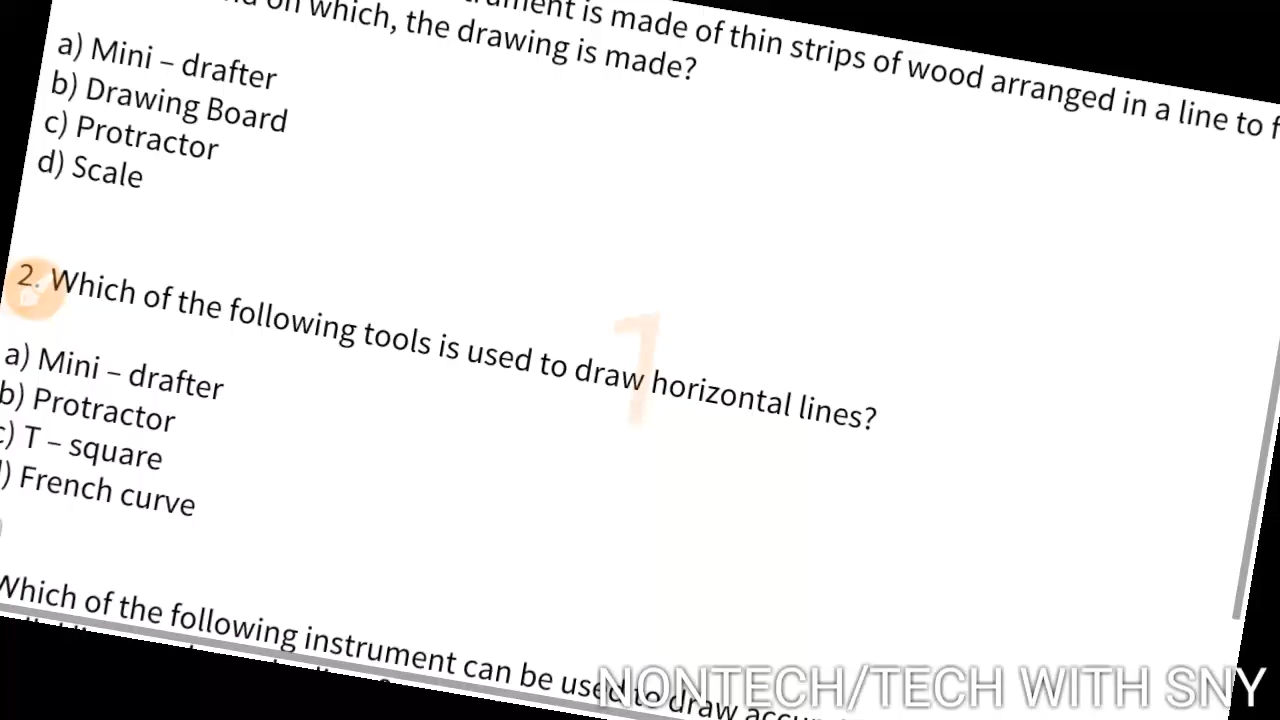 is made of thin strips of wood arranged in a line to
on which, the drawing is made?
a) Mini – drafter
b) Drawing Board
c) Protractor
d) Scale
2. Which of the following tools is used to draw horizontal lines?
1
a) Mini – drafter
b) Protractor
c) T – square
d) French curve
Which of the following instrument can be used to draw
NONTECH/TECH WITH SNY